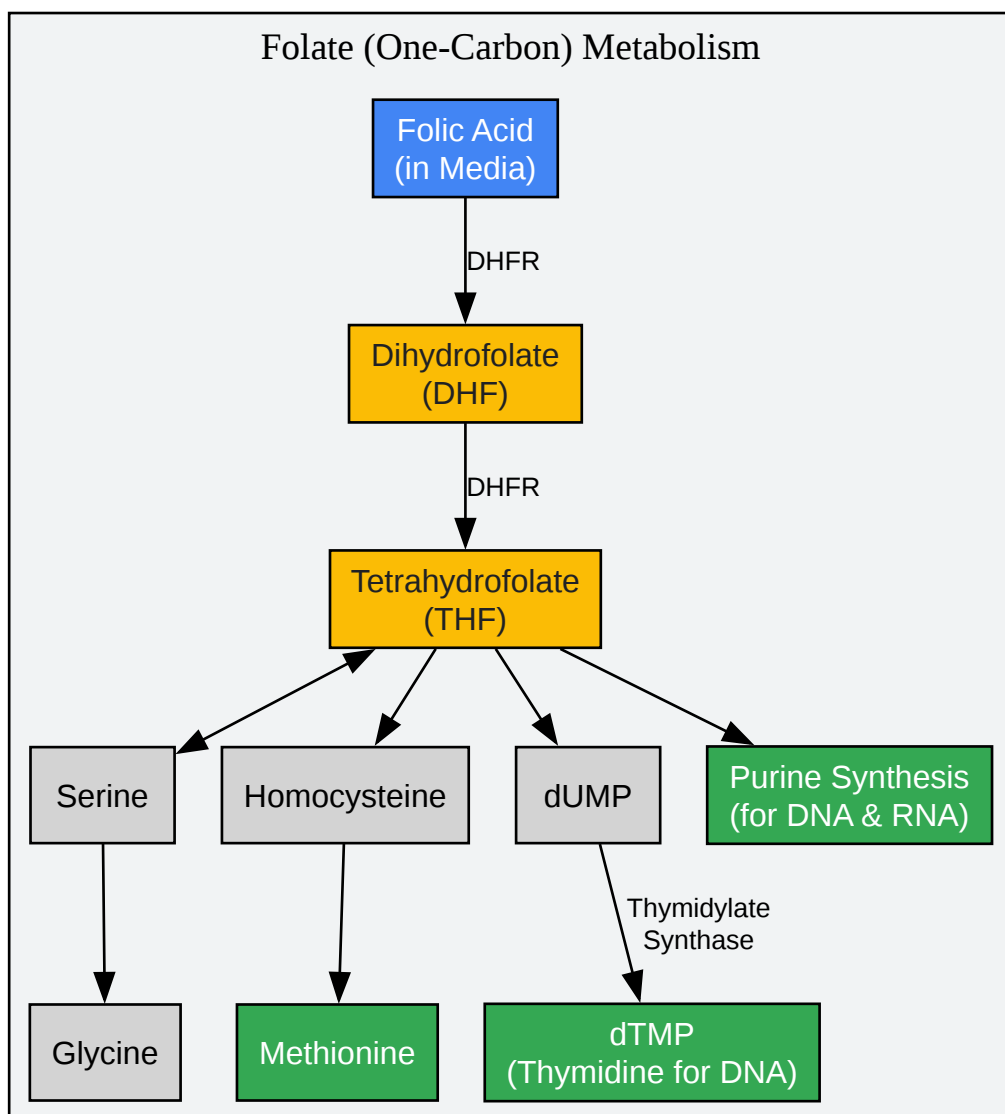 Folate (One-Carbon) Metabolism
Folic Acid
(in Media)
DHFR
Dihydrofolate
(DHF)
DHFR
Tetrahydrofolate
(THF)
Serine
Homocysteine
dUMP
Purine Synthesis
(for DNA & RNA)
Thymidylate
Synthase
Glycine
Methionine
dTMP
(Thymidine for DNA)